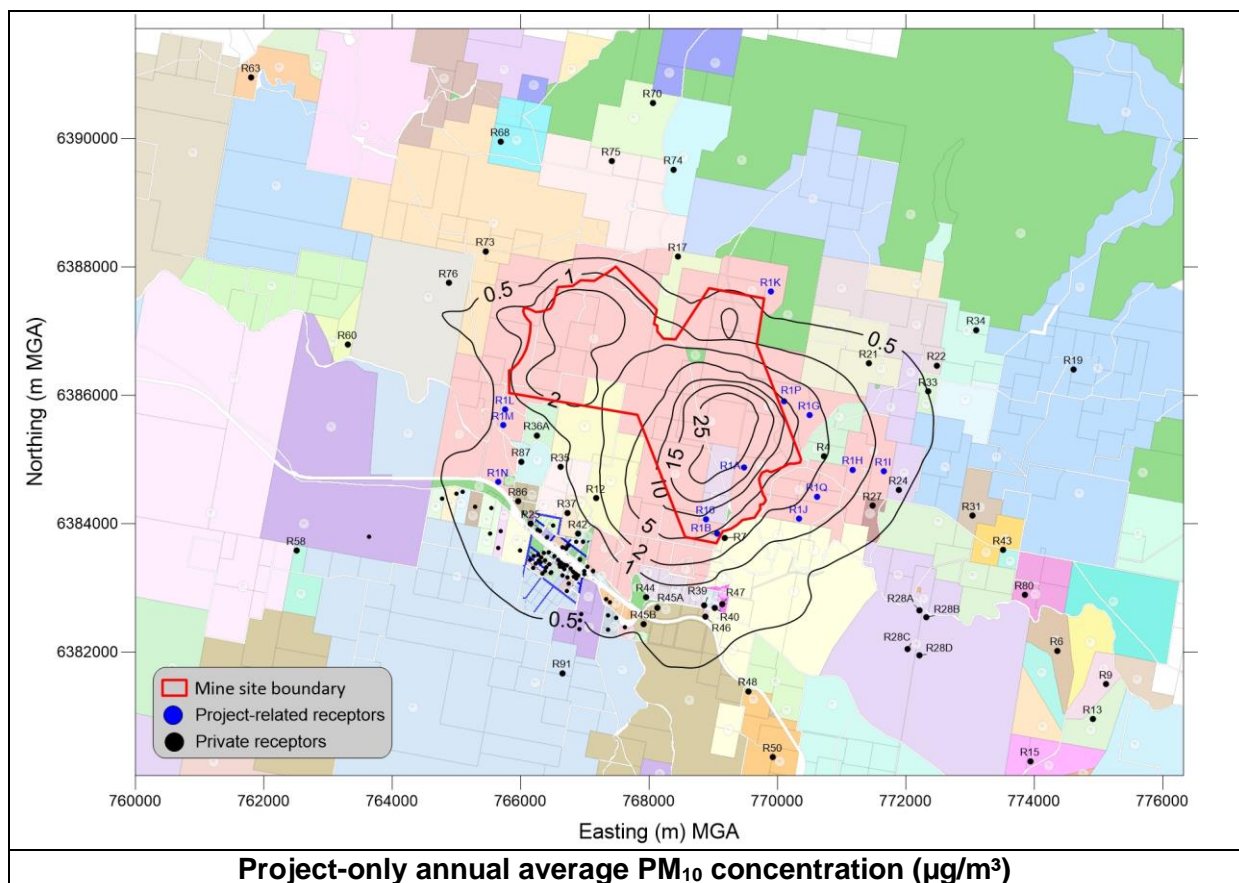 R63
R70
6390000
R68
R75
R74
R73
R17
6388000
R76
0.5
1
R1K
R34
0.5
R60
R21
R22
R19
6386000
R33
2
R1P
R1L
R1G
R1M
R36A
25
R4
R87
R35
R1A
R1H
R1I
15
R1N
R12
R24
R1Q
10
R86
R27
R37
R16
R1J
R31
6384000
R25
R42
5
R1B
R7
R58
R43
2
1
R44
R39
R47
R80
R45A
R28A
R28B
0.5
R45B
R40
R46
R28C
R28D
R6
6382000
R91
R48
R9
R13
R50
R15
Mine site boundary
Project-related receptors
Private receptors
760000 762000 764000 766000 768000 770000 772000 774000 776000
Northing (m MGA)
Easting (m) MGA
Project-only annual average PM₁₀ concentration (µg/m³)